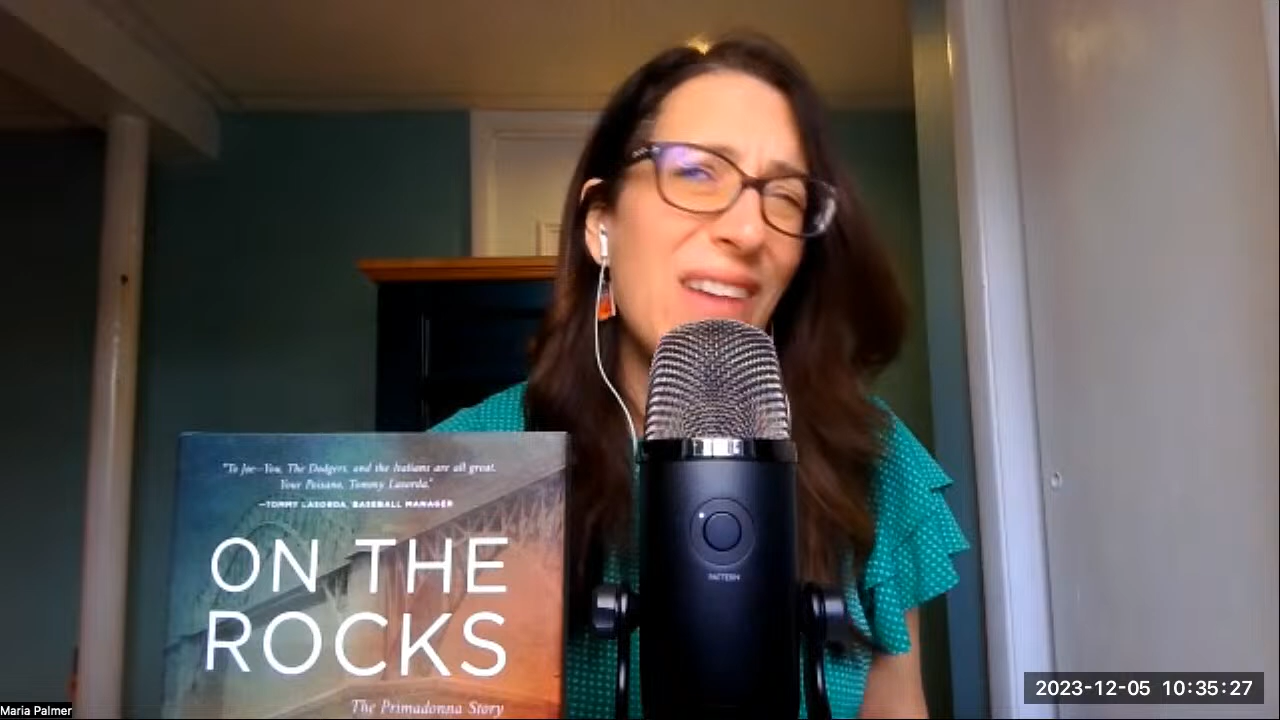 "To Joe—You, The Dodgers, and the Italians are all great.
Your Paisano, Tommy Lasorda."
—TOMMY LASORDA, BASEBALL MANAGER
ON THE
ROCKS
The Primadonna Story
PATTERN
2023-12-05 10:35:27
Maria Palmer